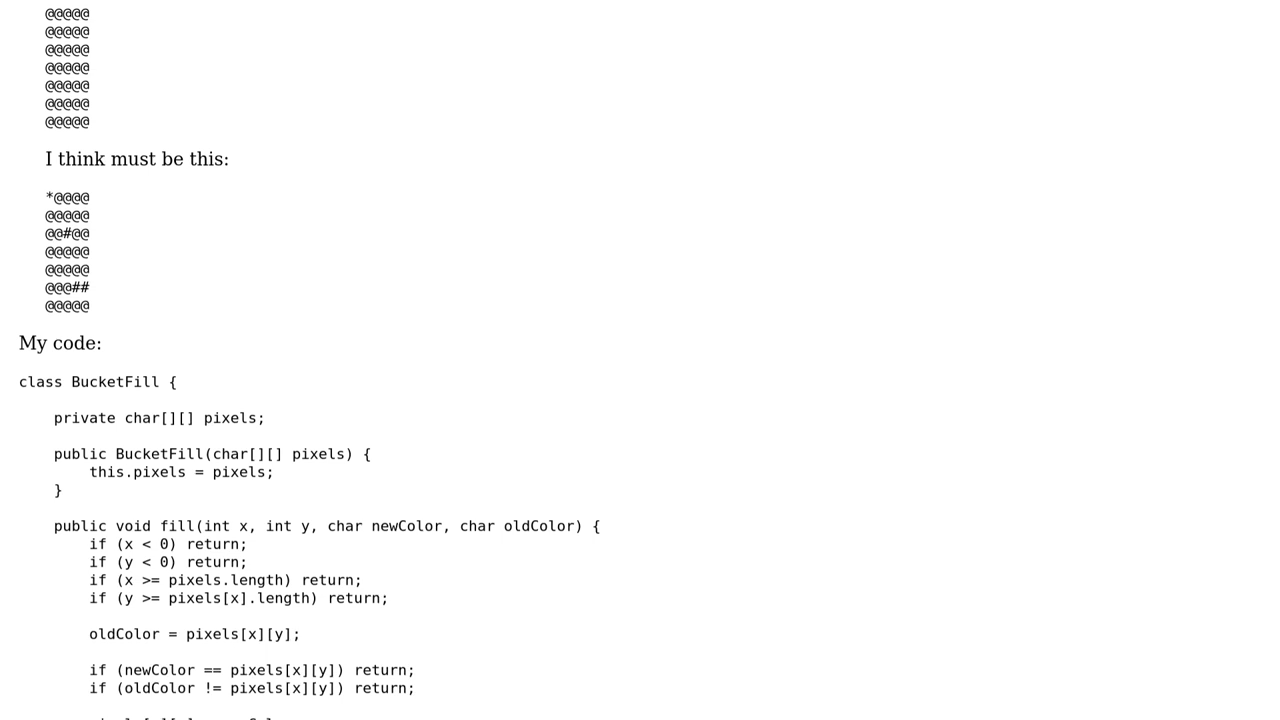 @@@@@
@@@@@
@@@@@
@@@@@
@@@@@
@@@@@
@@@@@
I think must be this:
*@@@@
@@@@@
@@#@@
@@@@@
@@@@@
@@@##
@@@@@
My code:
class BucketFill {
    private char[][] pixels;
    public BucketFill(char[][] pixels) {
        this.pixels = pixels;
    }
    public void fill(int x, int y, char newColor, char oldColor) {
        if (x < 0) return;
        if (y < 0) return;
        if (x >= pixels.length) return;
        if (y >= pixels[x].length) return;
        oldColor = pixels[x][y];
        if (newColor == pixels[x][y]) return;
        if (oldColor != pixels[x][y]) return;